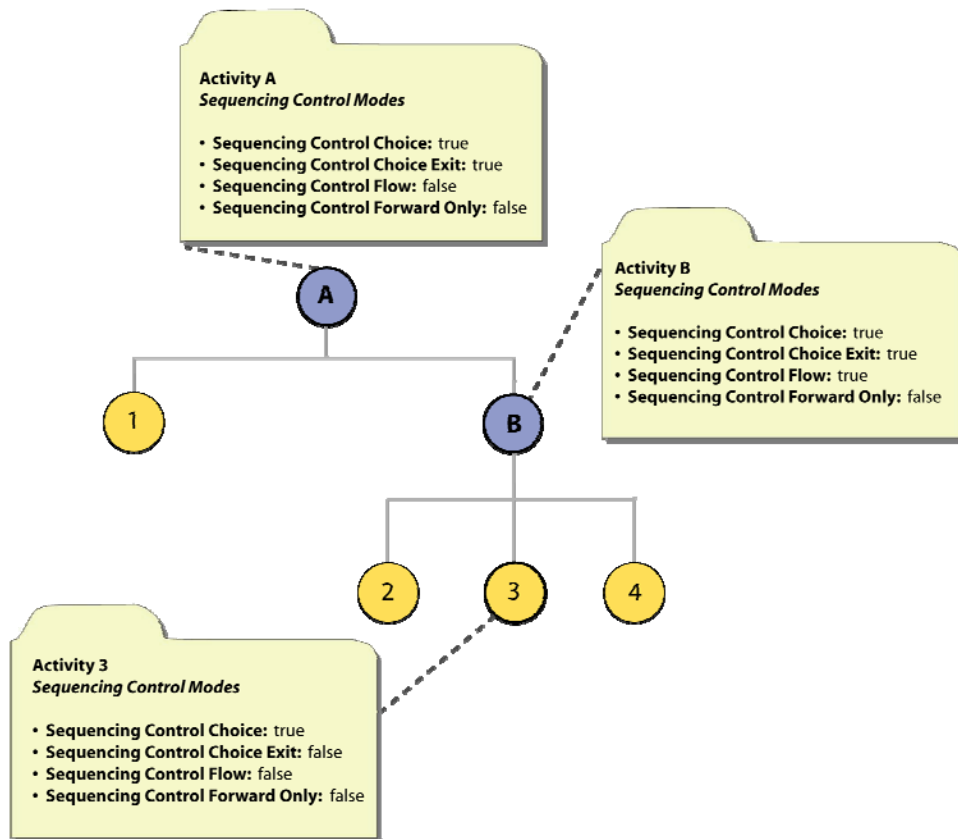 Activity A
Sequencing Control Modes
• Sequencing Control Choice: true
• Sequencing Control Choice Exit: true
• Sequencing Control Flow: false
• Sequencing Control Forward Only: false
Activity B
Sequencing Control Modes
• Sequencing Control Choice: true
• Sequencing Control Choice Exit: true
• Sequencing Control Flow: true
• Sequencing Control Forward Only: false
A
1
B
2
3
4
Activity 3
Sequencing Control Modes
• Sequencing Control Choice: true
• Sequencing Control Choice Exit: false
• Sequencing Control Flow: false
• Sequencing Control Forward Only: false